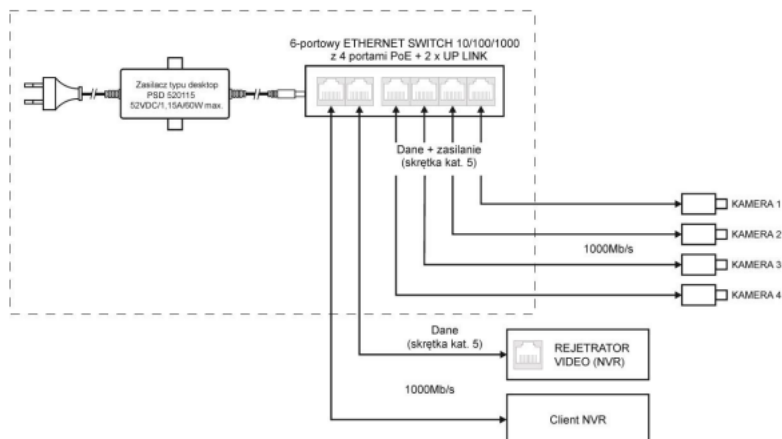 6-portowy ETHERNET SWITCH 10/100/1000
z 4 portami PoE + 2 x UP LINK
Zasilacz typu desktop
PSD 520115
52VDC/1,15A/60W max.
Dane + zasilanie
(skrętka kat. 5)
KAMERA 1
KAMERA 2
1000Mb/s
KAMERA 3
KAMERA 4
Dane
(skrętka kat. 5)
REJETRATOR
VIDEO (NVR)
1000Mb/s
Client NVR